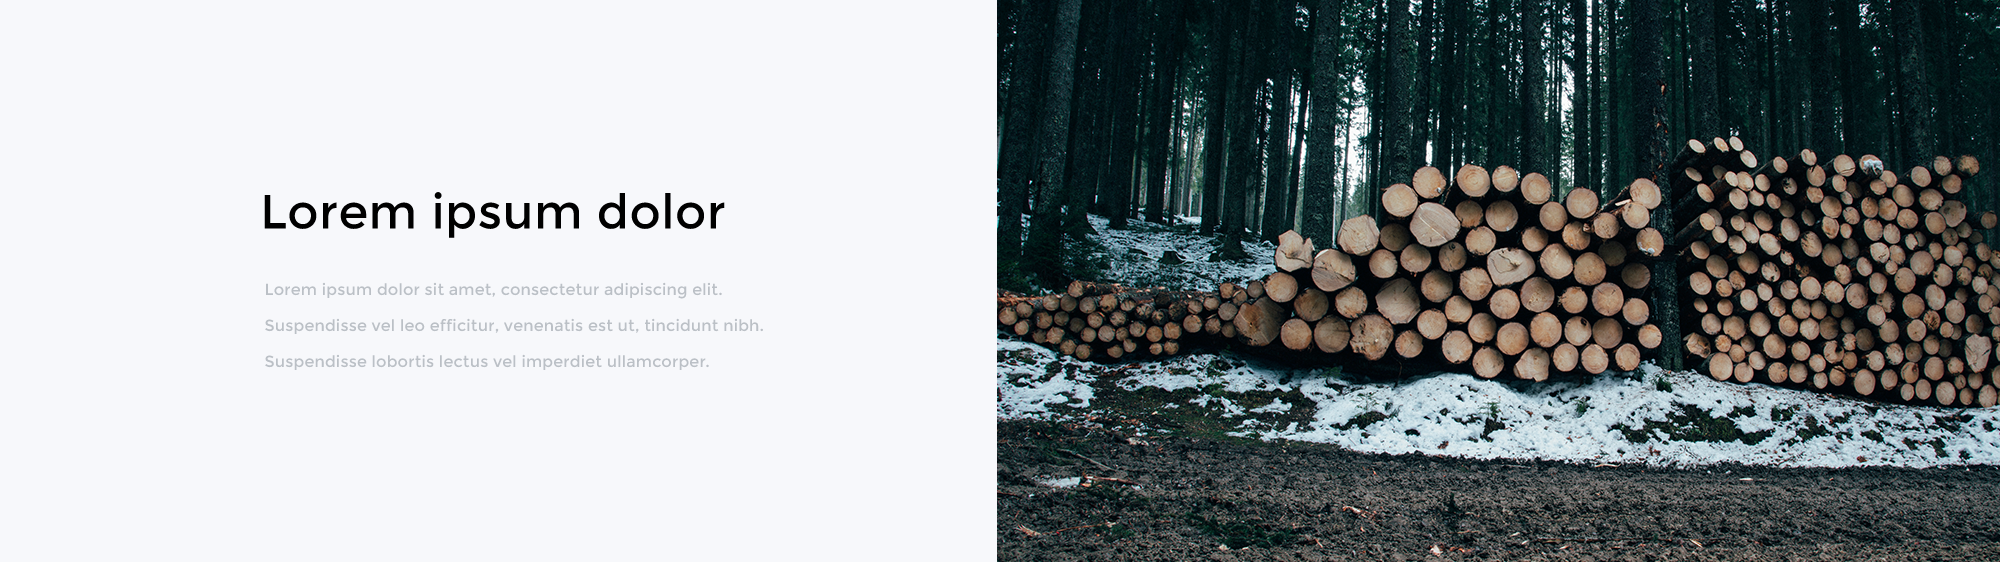 Lorem ipsum dolor
Lorem ipsum dolor sit amet, consectetur adipiscing elit.
Suspendisse vel leo efficitur, venenatis est ut, tincidunt nibh.
Suspendisse lobortis lectus vel imperdiet ullamcorper.